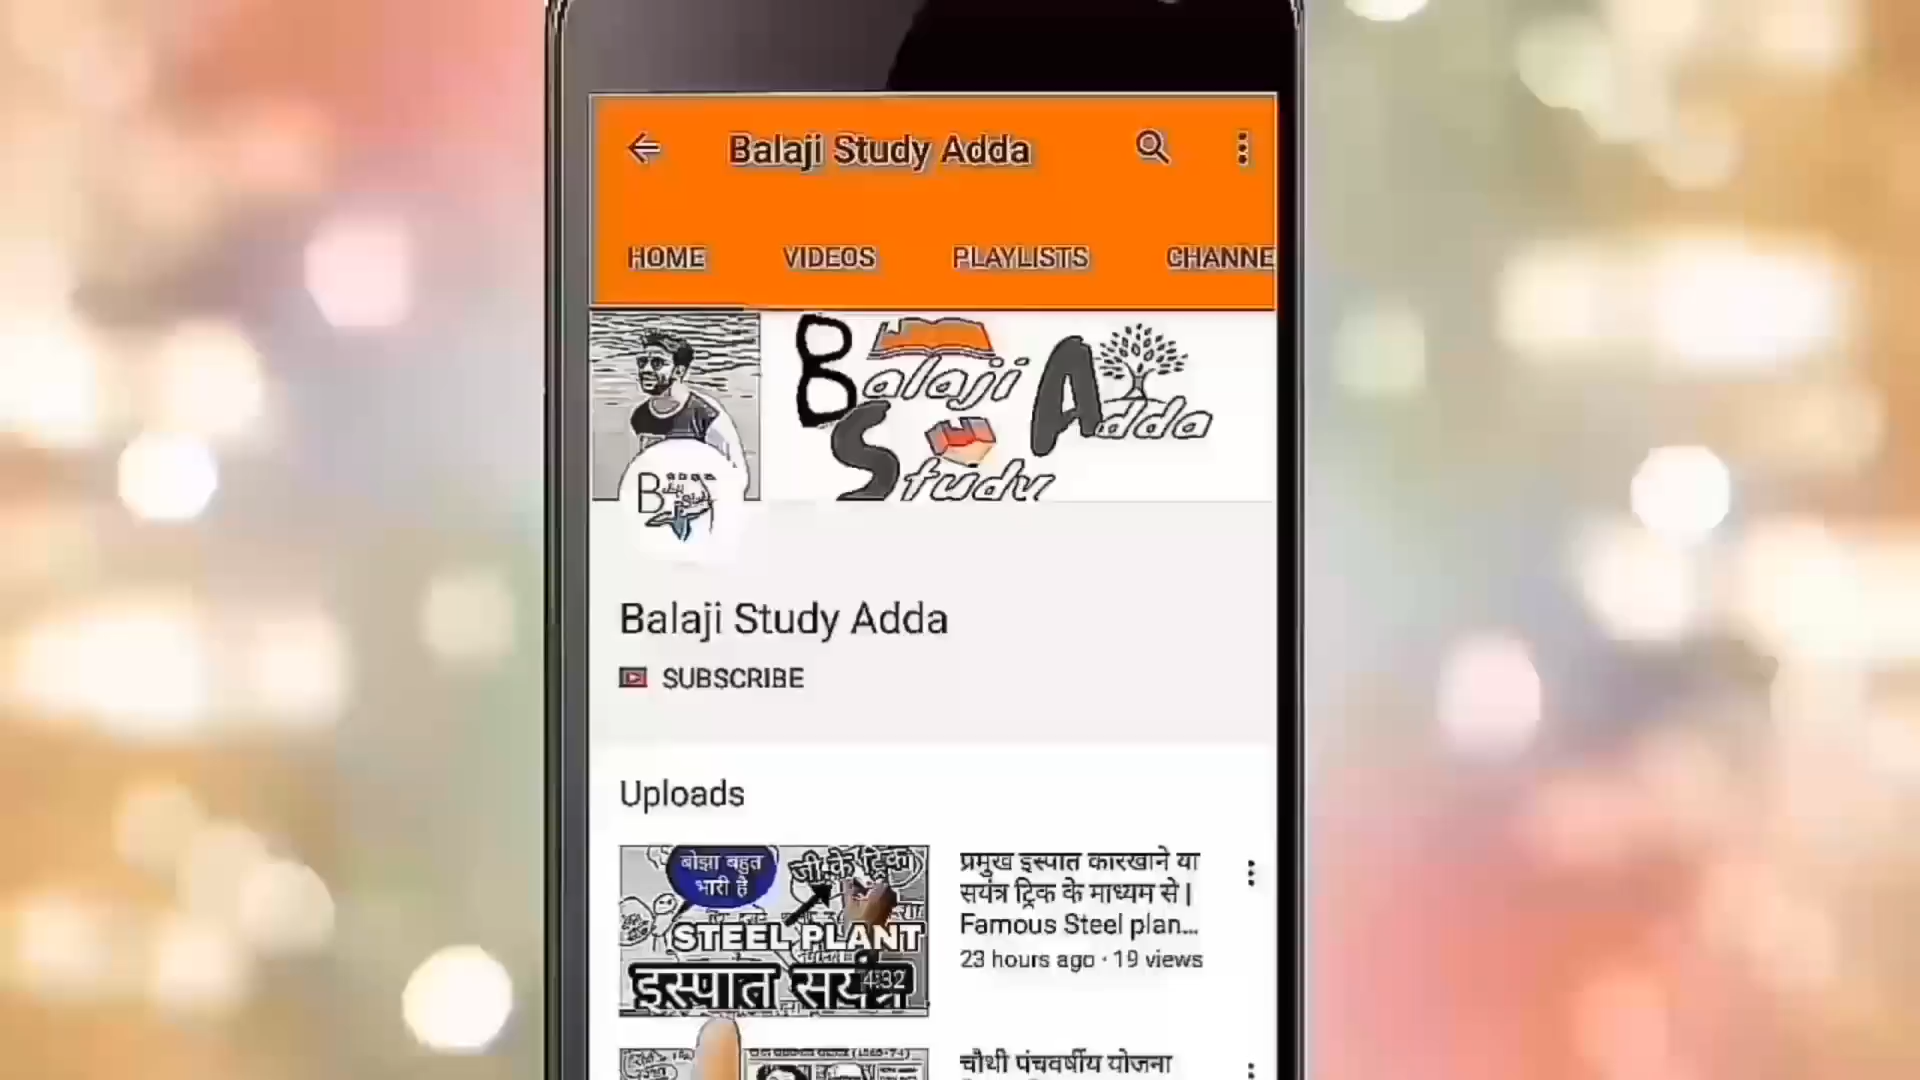 Balaji Study Adda
HOME VIDEOS PLAYLISTS CHANNE
Balaji Adda
Study
Balaji Study Adda
SUBSCRIBE
Uploads
बोझा बहुत
भारी है
जी.के ट्रिक
STEEL PLANT
इस्पात सयंत्र
4:32
प्रमुख इस्पात कारखाने या
सयंत्र ट्रिक के माध्यम से |
Famous Steel plan...
23 hours ago · 19 views
चौथी पंचवर्षीय योजना